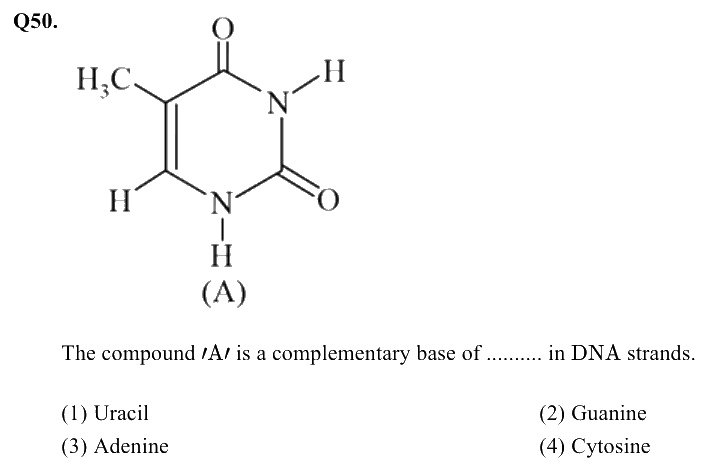 Q50.
O
H₃C
H
N
H
N
O
H
(A)
The compound ′A′ is a complementary base of .......... in DNA strands.
(1) Uracil (2) Guanine
(3) Adenine (4) Cytosine